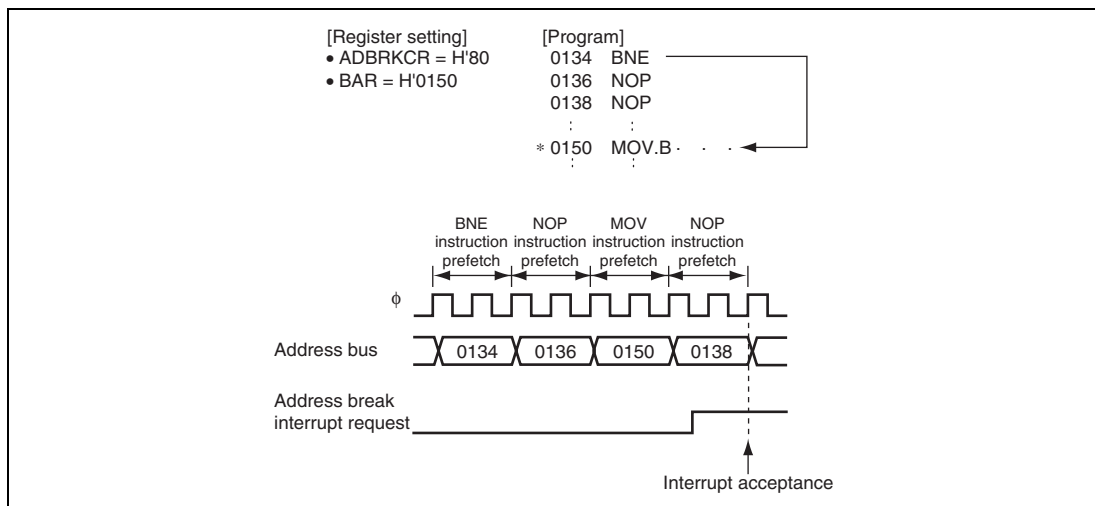 [Register setting]
• ADBRKCR = H'80
• BAR = H'0150
[Program]
0134 BNE
0136 NOP
0138 NOP
: :
* 0150 MOV.B · · ·
: :
BNE instruction prefetch
NOP instruction prefetch
MOV instruction prefetch
NOP instruction prefetch
ϕ
Address bus
0134 0136 0150 0138
Address break
interrupt request
Interrupt acceptance